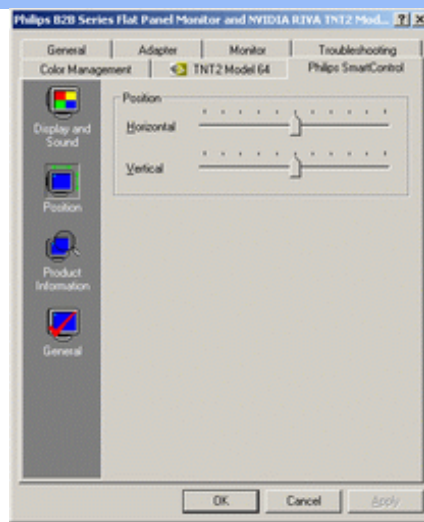 Philips B2B Series Flat Panel Monitor and NVIDIA RIVA TNT2 Mod...
General Adapter Monitor Troubleshooting
Color Management TNT2 Model 64 Philips SmartControl
Display and
Sound
Position
Product
Information
General
Position
Horizontal
Vertical
OK Cancel Apply